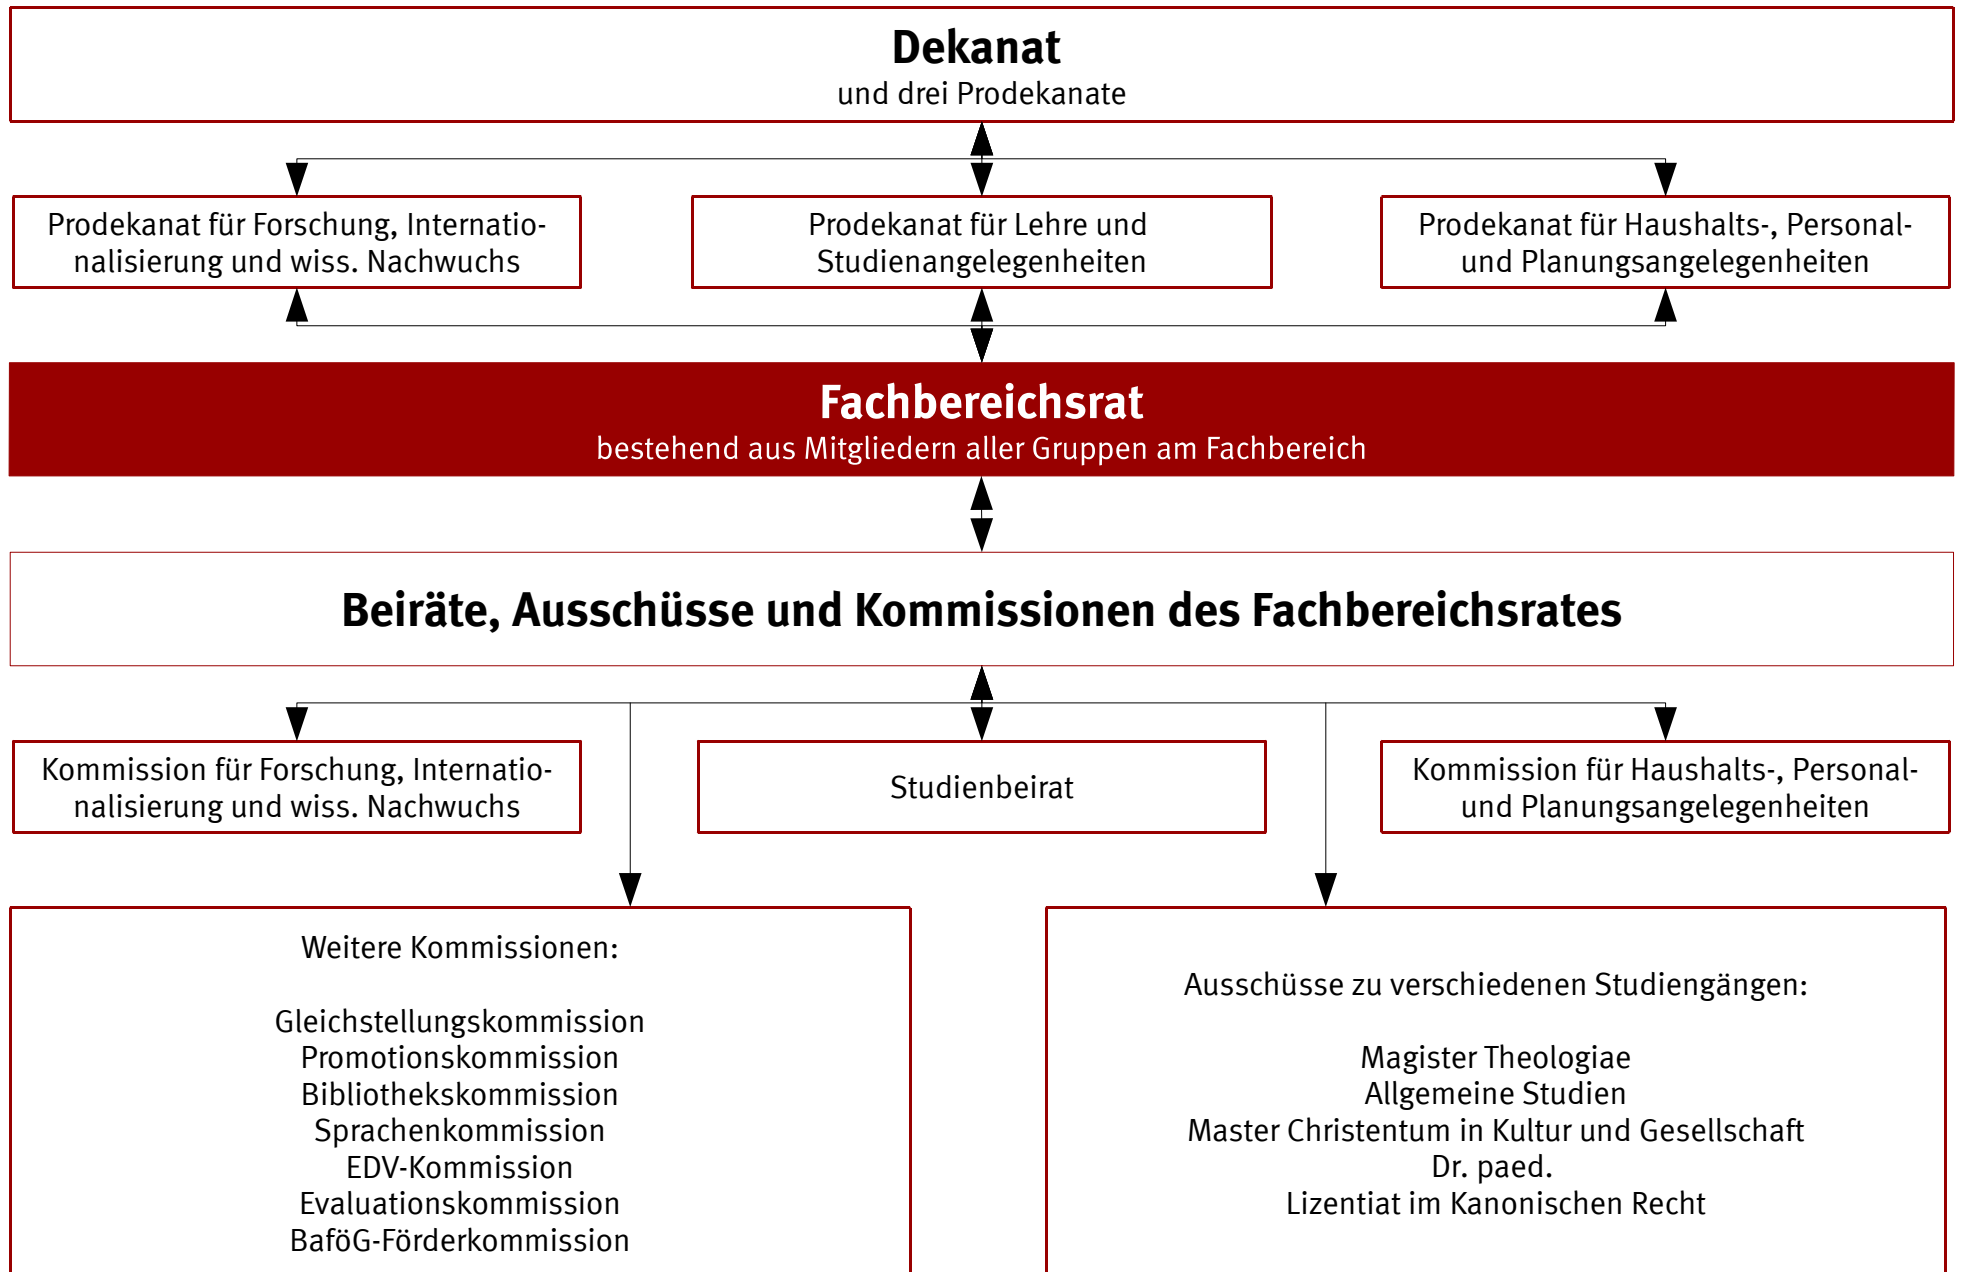 Dekanat
und drei Prodekanate
Prodekanat für Forschung, Internatio-
nalisierung und wiss. Nachwuchs
Prodekanat für Lehre und
Studienangelegenheiten
Prodekanat für Haushalts-, Personal-
und Planungsangelegenheiten
Fachbereichsrat
bestehend aus Mitgliedern aller Gruppen am Fachbereich
Beiräte, Ausschüsse und Kommissionen des Fachbereichsrates
Kommission für Forschung, Internatio-
nalisierung und wiss. Nachwuchs
Studienbeirat
Kommission für Haushalts-, Personal-
und Planungsangelegenheiten
Weitere Kommissionen:
Gleichstellungskommission
Promotionskommission
Bibliothekskommission
Sprachenkommission
EDV-Kommission
Evaluationskommission
BaföG-Förderkommission
Ausschüsse zu verschiedenen Studiengängen:
Magister Theologiae
Allgemeine Studien
Master Christentum in Kultur und Gesellschaft
Dr. paed.
Lizentiat im Kanonischen Recht